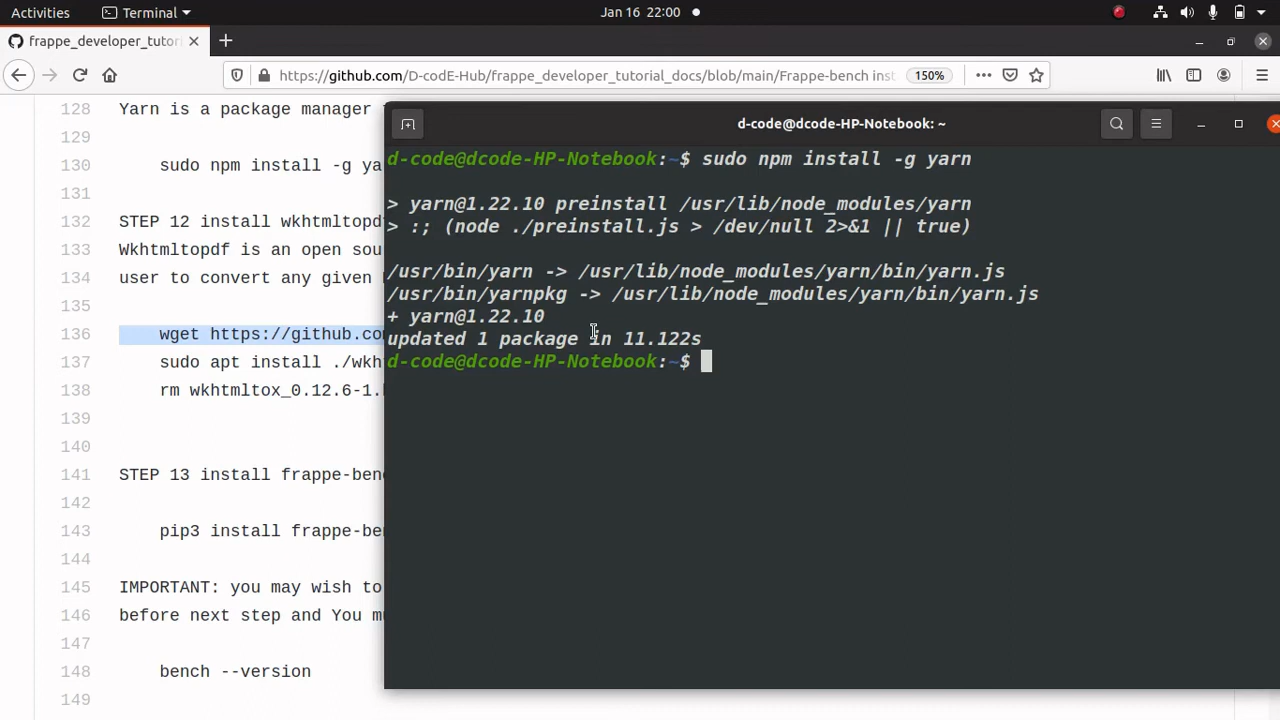 Activities Terminal Jan 16 22:00
frappe_developer_tutori
https://github.com/D-codE-Hub/frappe_developer_tutorial_docs/blob/main/Frappe-bench inst 150%
128 Yarn is a package manager
129
130 sudo npm install -g ya
131
132 STEP 12 install wkhtmltopd
133 Wkhtmltopdf is an open sou
134 user to convert any given
135
136 wget https://github.co
137 sudo apt install ./wkh
138 rm wkhtmltox_0.12.6-1.
139
140
141 STEP 13 install frappe-ben
142
143 pip3 install frappe-be
144
145 IMPORTANT: you may wish to
146 before next step and You m
147
148 bench --version
149
d-code@dcode-HP-Notebook: ~
d-code@dcode-HP-Notebook:~$ sudo npm install -g yarn
> yarn@1.22.10 preinstall /usr/lib/node_modules/yarn
> :; (node ./preinstall.js > /dev/null 2>&1 || true)
/usr/bin/yarn -> /usr/lib/node_modules/yarn/bin/yarn.js
/usr/bin/yarnpkg -> /usr/lib/node_modules/yarn/bin/yarn.js
+ yarn@1.22.10
updated 1 package in 11.122s
d-code@dcode-HP-Notebook:~$